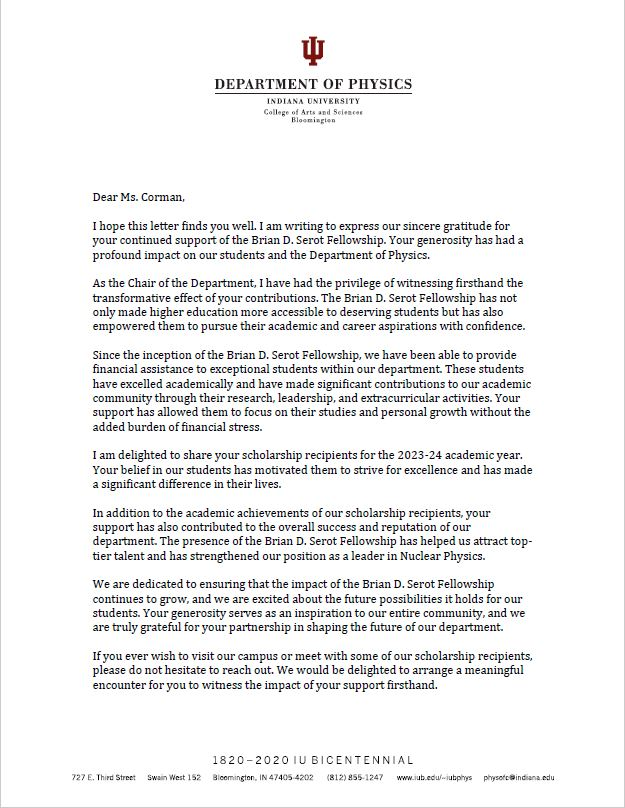 DEPARTMENT OF PHYSICS
INDIANA UNIVERSITY
College of Arts and Sciences
Bloomington
Dear Ms. Corman,
I hope this letter finds you well. I am writing to express our sincere gratitude for
your continued support of the Brian D. Serot Fellowship. Your generosity has had a
profound impact on our students and the Department of Physics.
As the Chair of the Department, I have had the privilege of witnessing firsthand the
transformative effect of your contributions. The Brian D. Serot Fellowship has not
only made higher education more accessible to deserving students but has also
empowered them to pursue their academic and career aspirations with confidence.
Since the inception of the Brian D. Serot Fellowship, we have been able to provide
financial assistance to exceptional students within our department. These students
have excelled academically and have made significant contributions to our academic
community through their research, leadership, and extracurricular activities. Your
support has allowed them to focus on their studies and personal growth without the
added burden of financial stress.
I am delighted to share your scholarship recipients for the 2023-24 academic year.
Your belief in our students has motivated them to strive for excellence and has made
a significant difference in their lives.
In addition to the academic achievements of our scholarship recipients, your
support has also contributed to the overall success and reputation of our
department. The presence of the Brian D. Serot Fellowship has helped us attract top-
tier talent and has strengthened our position as a leader in Nuclear Physics.
We are dedicated to ensuring that the impact of the Brian D. Serot Fellowship
continues to grow, and we are excited about the future possibilities it holds for our
students. Your generosity serves as an inspiration to our entire community, and we
are truly grateful for your partnership in shaping the future of our department.
If you ever wish to visit our campus or meet with some of our scholarship recipients,
please do not hesitate to reach out. We would be delighted to arrange a meaningful
encounter for you to witness the impact of your support firsthand.
1820–2020 IU BICENTENNIAL
727 E. Third Street Swain West 152 Bloomington, IN 47405-4202 (812) 855-1247 www.iub.edu/~iubphys physofc@indiana.edu